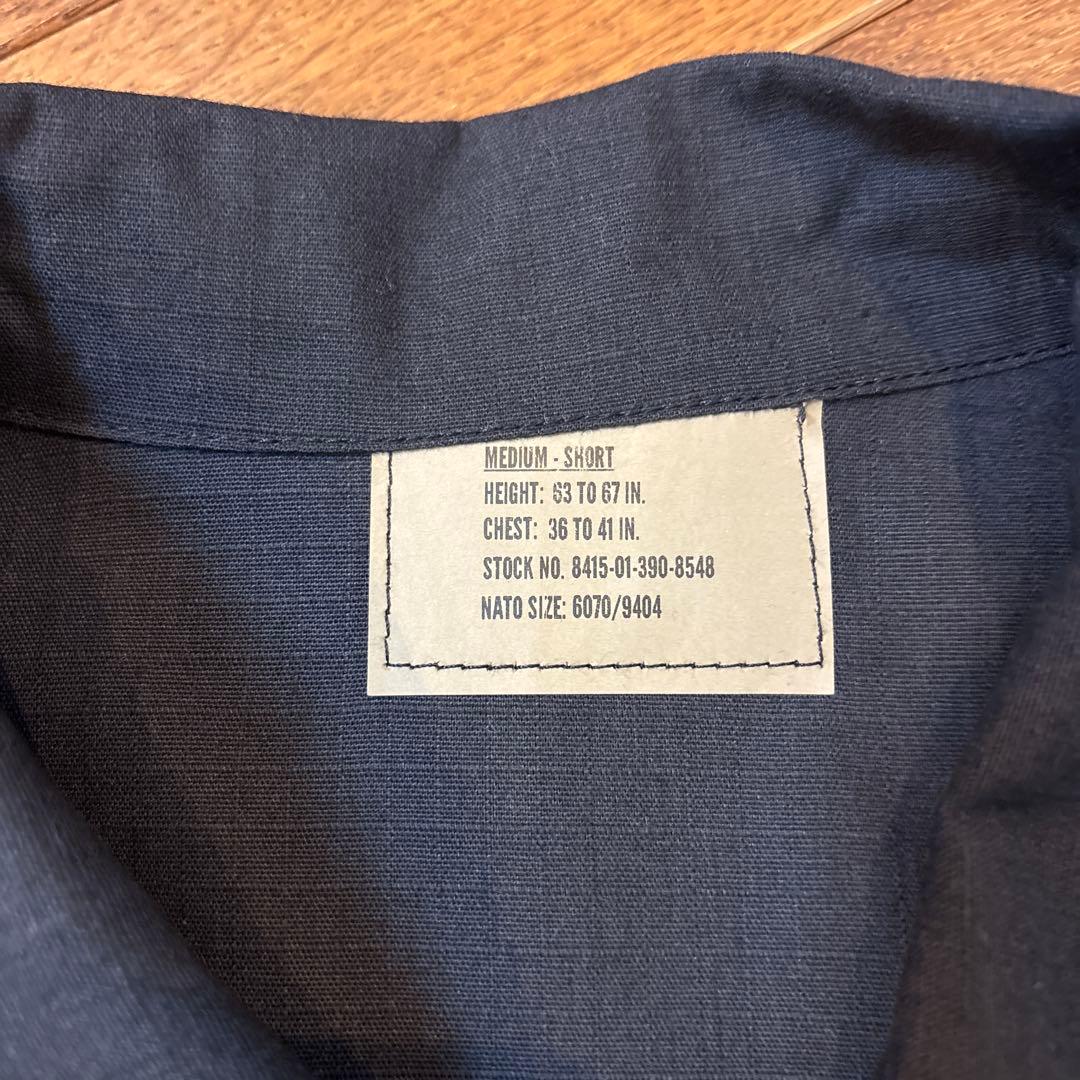 MEDIUM - SHORT
HEIGHT: 63 TO 67 IN.
CHEST: 36 TO 41 IN.
STOCK NO. 8415-01-390-8548
NATO SIZE: 6070/9404